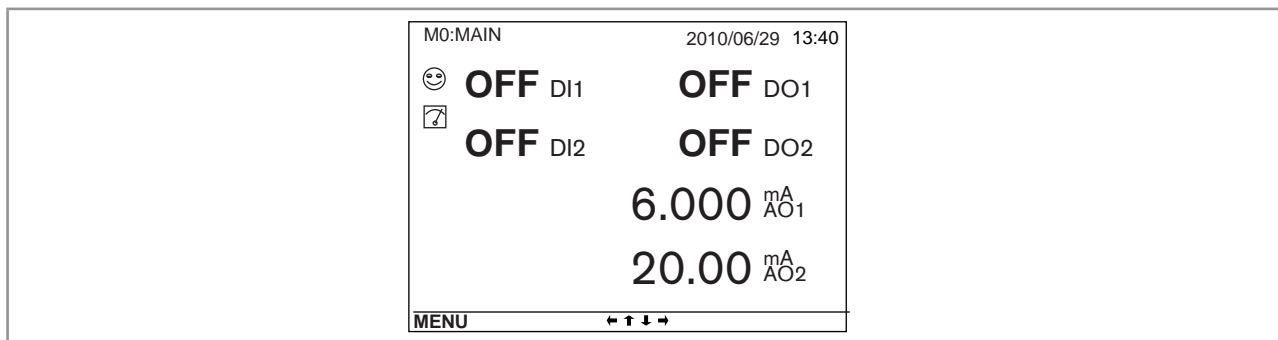 M0:MAIN 2010/06/29 13:40
OFF DI1 OFF DO1
OFF DI2 OFF DO2
6.000 mA AO1
20.00 mA AO2
MENU ← ↑ ↓ →